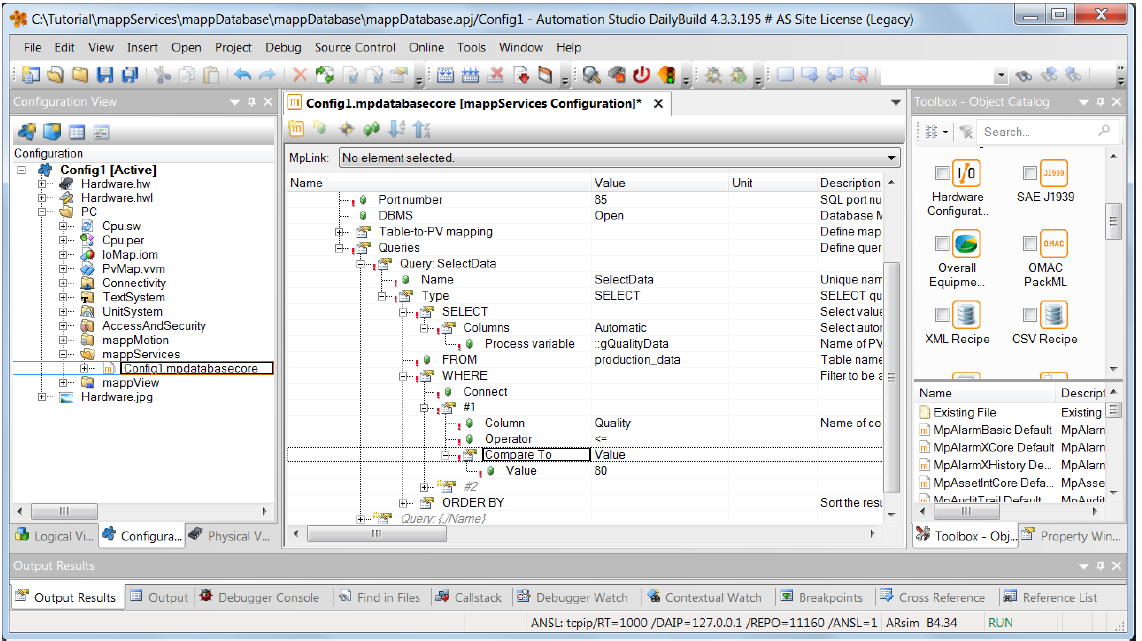 C:\Tutorial\mappServices\mappDatabase\mappDatabase\mappDatabase.apj/Config1 - Automation Studio DailyBuild 4.3.3.195 # AS Site License (Legacy)
File Edit View Insert Open Project Debug Source Control Online Tools Window Help
Configuration View
Configuration
Config1 [Active]
Hardware.hw
Hardware.hwl
PC
Cpu.sw
Cpu.per
IoMap.iom
PvMap.vvm
Connectivity
TextSystem
UnitSystem
AccessAndSecurity
mappMotion
mappServices
Config1.mpdatabasecore
mappView
Hardware.jpg
Logical Vi... Configura... Physical V...
Config1.mpdatabasecore [mappServices Configuration]*
MpLink: No element selected.
Name Value Unit Description
Port number 85 SQL port nu
DBMS Open Database M
Table-to-PV mapping Define map
Queries Define quer
Query: SelectData
Name SelectData Unique nam
Type SELECT SELECT qu
SELECT Select value
Columns Automatic Select autor
Process variable ::gQualityData Name of PV
FROM production_data Table name
WHERE Filter to be a
Connect
#1
Column Quality Name of co
Operator <=
Compare To Value
Value 80
#2
ORDER BY Sort the resu
Query: {./Name}
Toolbox - Object Catalog
Search...
I/O J1939
Hardware Configurat... SAE J1939
OMAC
Overall Equipme... OMAC PackML
XML Recipe CSV Recipe
Name Descript
Existing File Existing
MpAlarmBasic Default MpAlarn
MpAlarmXCore Default MpAlarn
MpAlarmXHistory De... MpAlarn
MpAssetIntCore Defau MpAsse
MpAuditTrail Default MpAudit
Toolbox - Obj... Property Win...
Output Results
Output Results Output Debugger Console Find in Files Callstack Debugger Watch Contextual Watch Breakpoints Cross Reference Reference List
ANSL: tcpip/RT=1000 /DAIP=127.0.0.1 /REPO=11160 /ANSL=1 ARsim B4.34 RUN